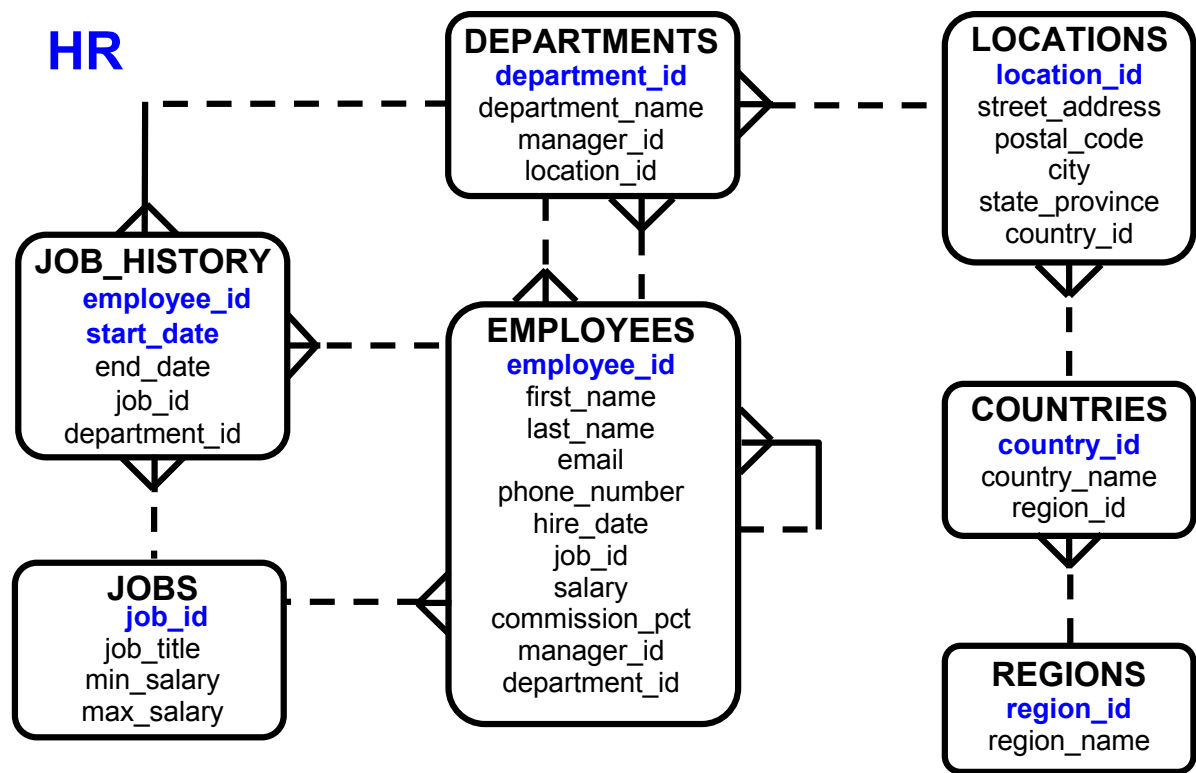 HR
DEPARTMENTS
department_id
department_name
manager_id
location_id
LOCATIONS
location_id
street_address
postal_code
city
state_province
country_id
JOB_HISTORY
employee_id
start_date
end_date
job_id
department_id
EMPLOYEES
employee_id
first_name
last_name
email
phone_number
hire_date
job_id
salary
commission_pct
manager_id
department_id
COUNTRIES
country_id
country_name
region_id
JOBS
job_id
job_title
min_salary
max_salary
REGIONS
region_id
region_name